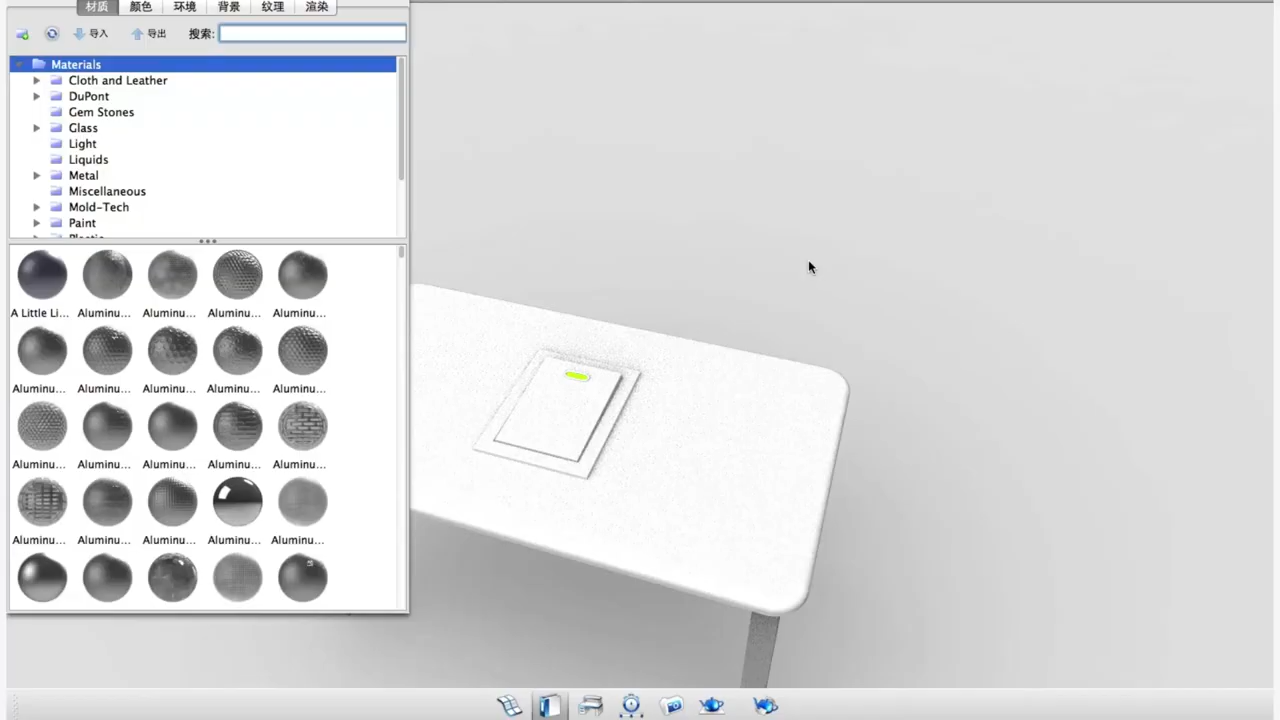 材质 颜色 环境 背景 纹理 渲染
导入 导出 搜索:
Materials
Cloth and Leather
DuPont
Gem Stones
Glass
Light
Liquids
Metal
Miscellaneous
Mold-Tech
Paint
Plastic
A Little Li... Aluminu... Aluminu... Aluminu... Aluminu...
Aluminu... Aluminu... Aluminu... Aluminu... Aluminu...
Aluminu... Aluminu... Aluminu... Aluminu... Aluminu...
Aluminu... Aluminu... Aluminu... Aluminu... Aluminu...